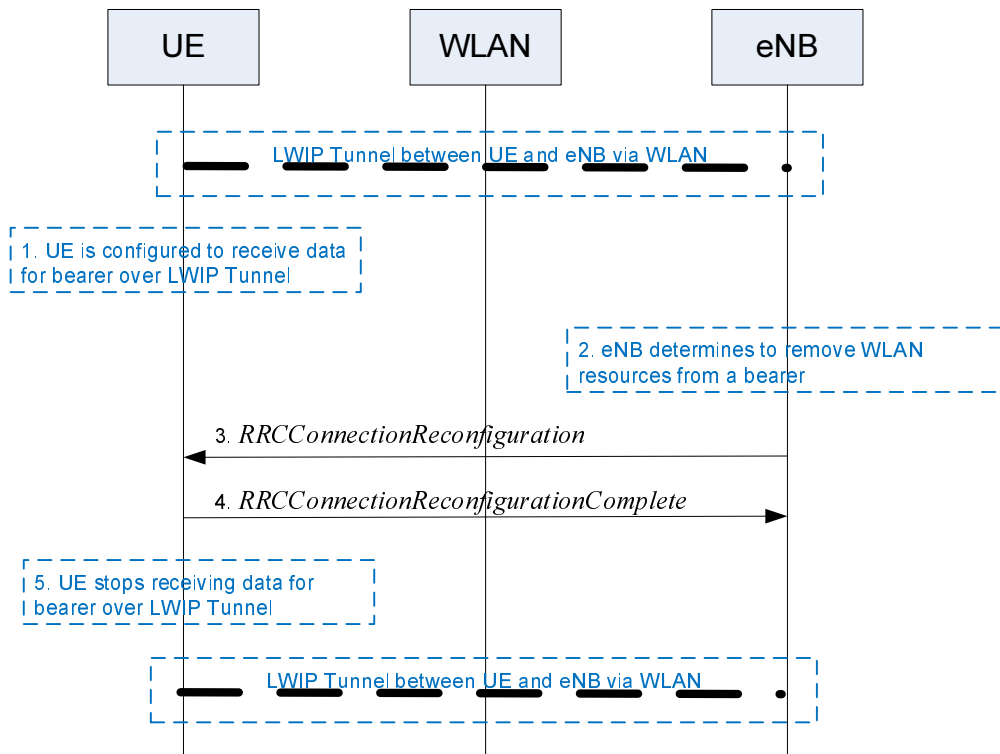 UE
WLAN
eNB
LWIP Tunnel between UE and eNB via WLAN
1. UE is configured to receive data
for bearer over LWIP Tunnel
2. eNB determines to remove WLAN
resources from a bearer
3. RRCConnectionReconfiguration
4. RRCConnectionReconfigurationComplete
5. UE stops receiving data for
bearer over LWIP Tunnel
LWIP Tunnel between UE and eNB via WLAN